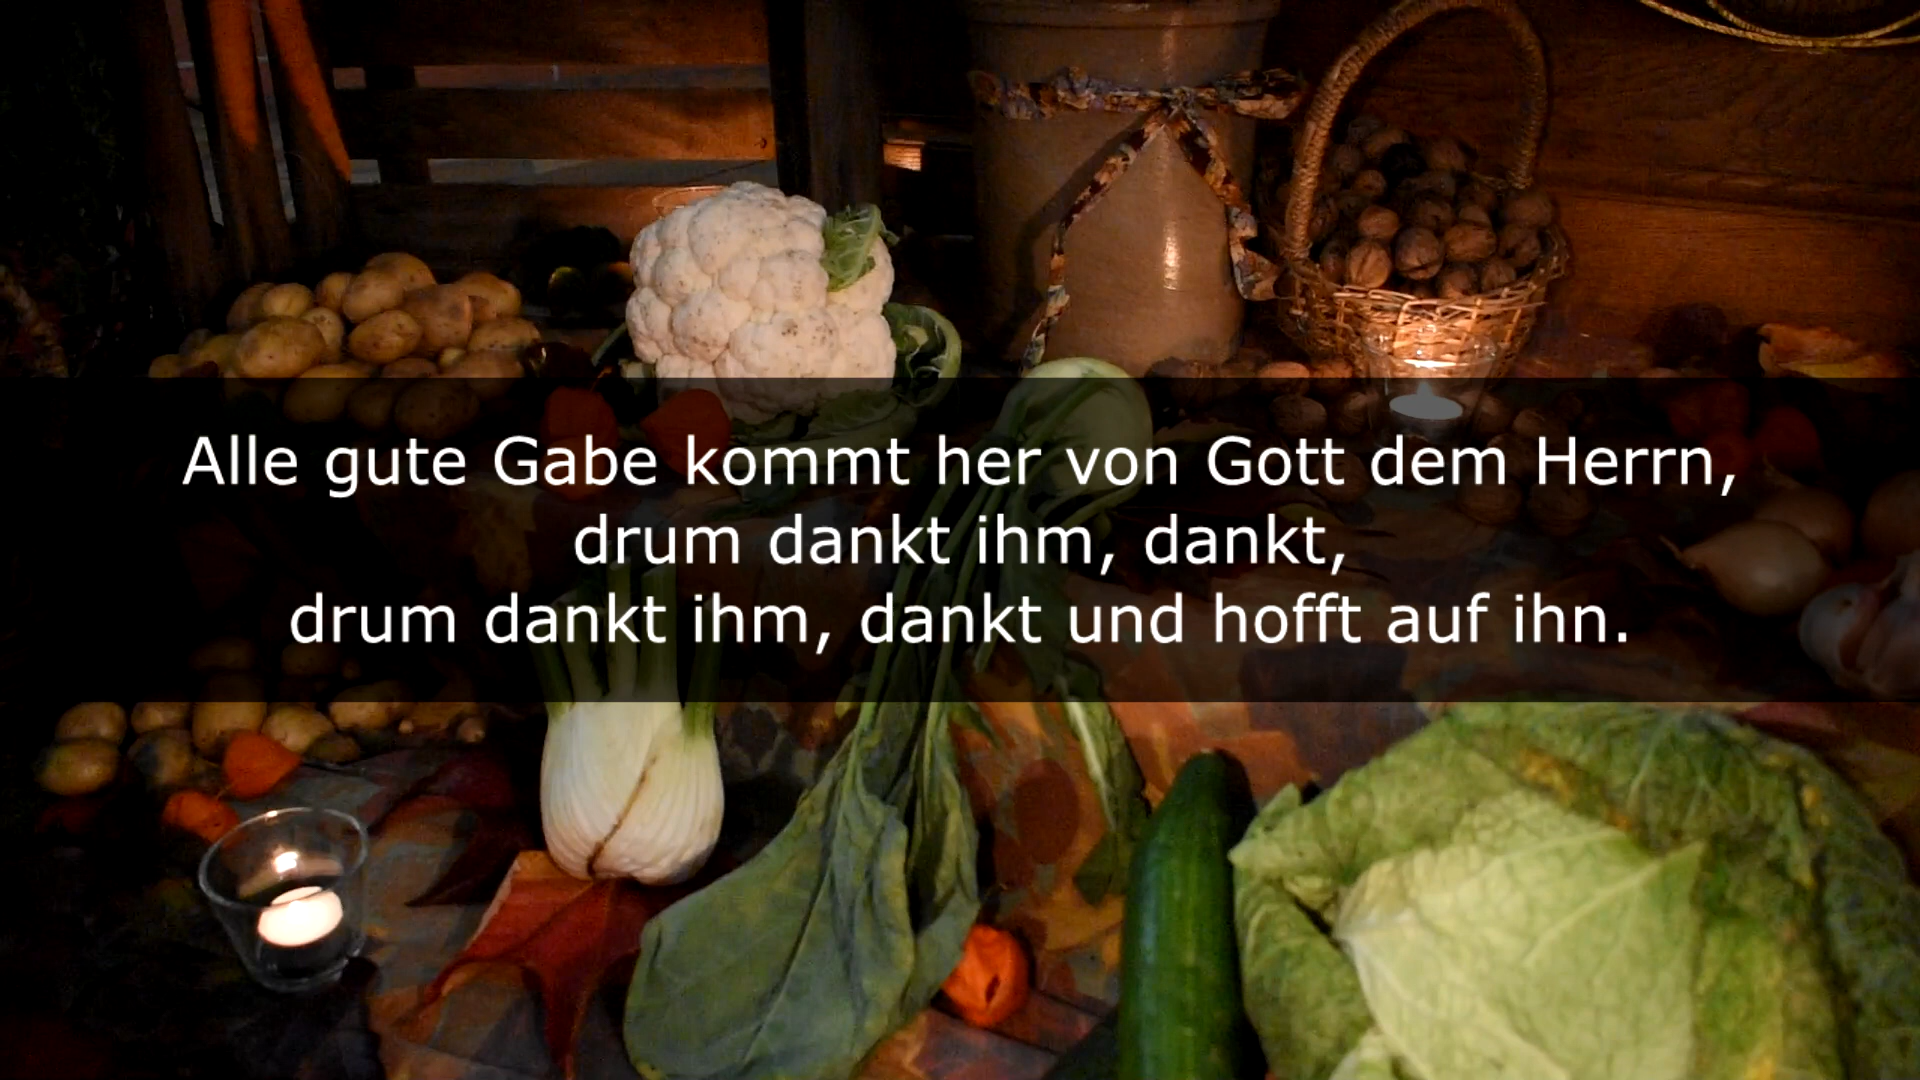 Alle gute Gabe kommt her von Gott dem Herrn,
drum dankt ihm, dankt,
drum dankt ihm, dankt und hofft auf ihn.